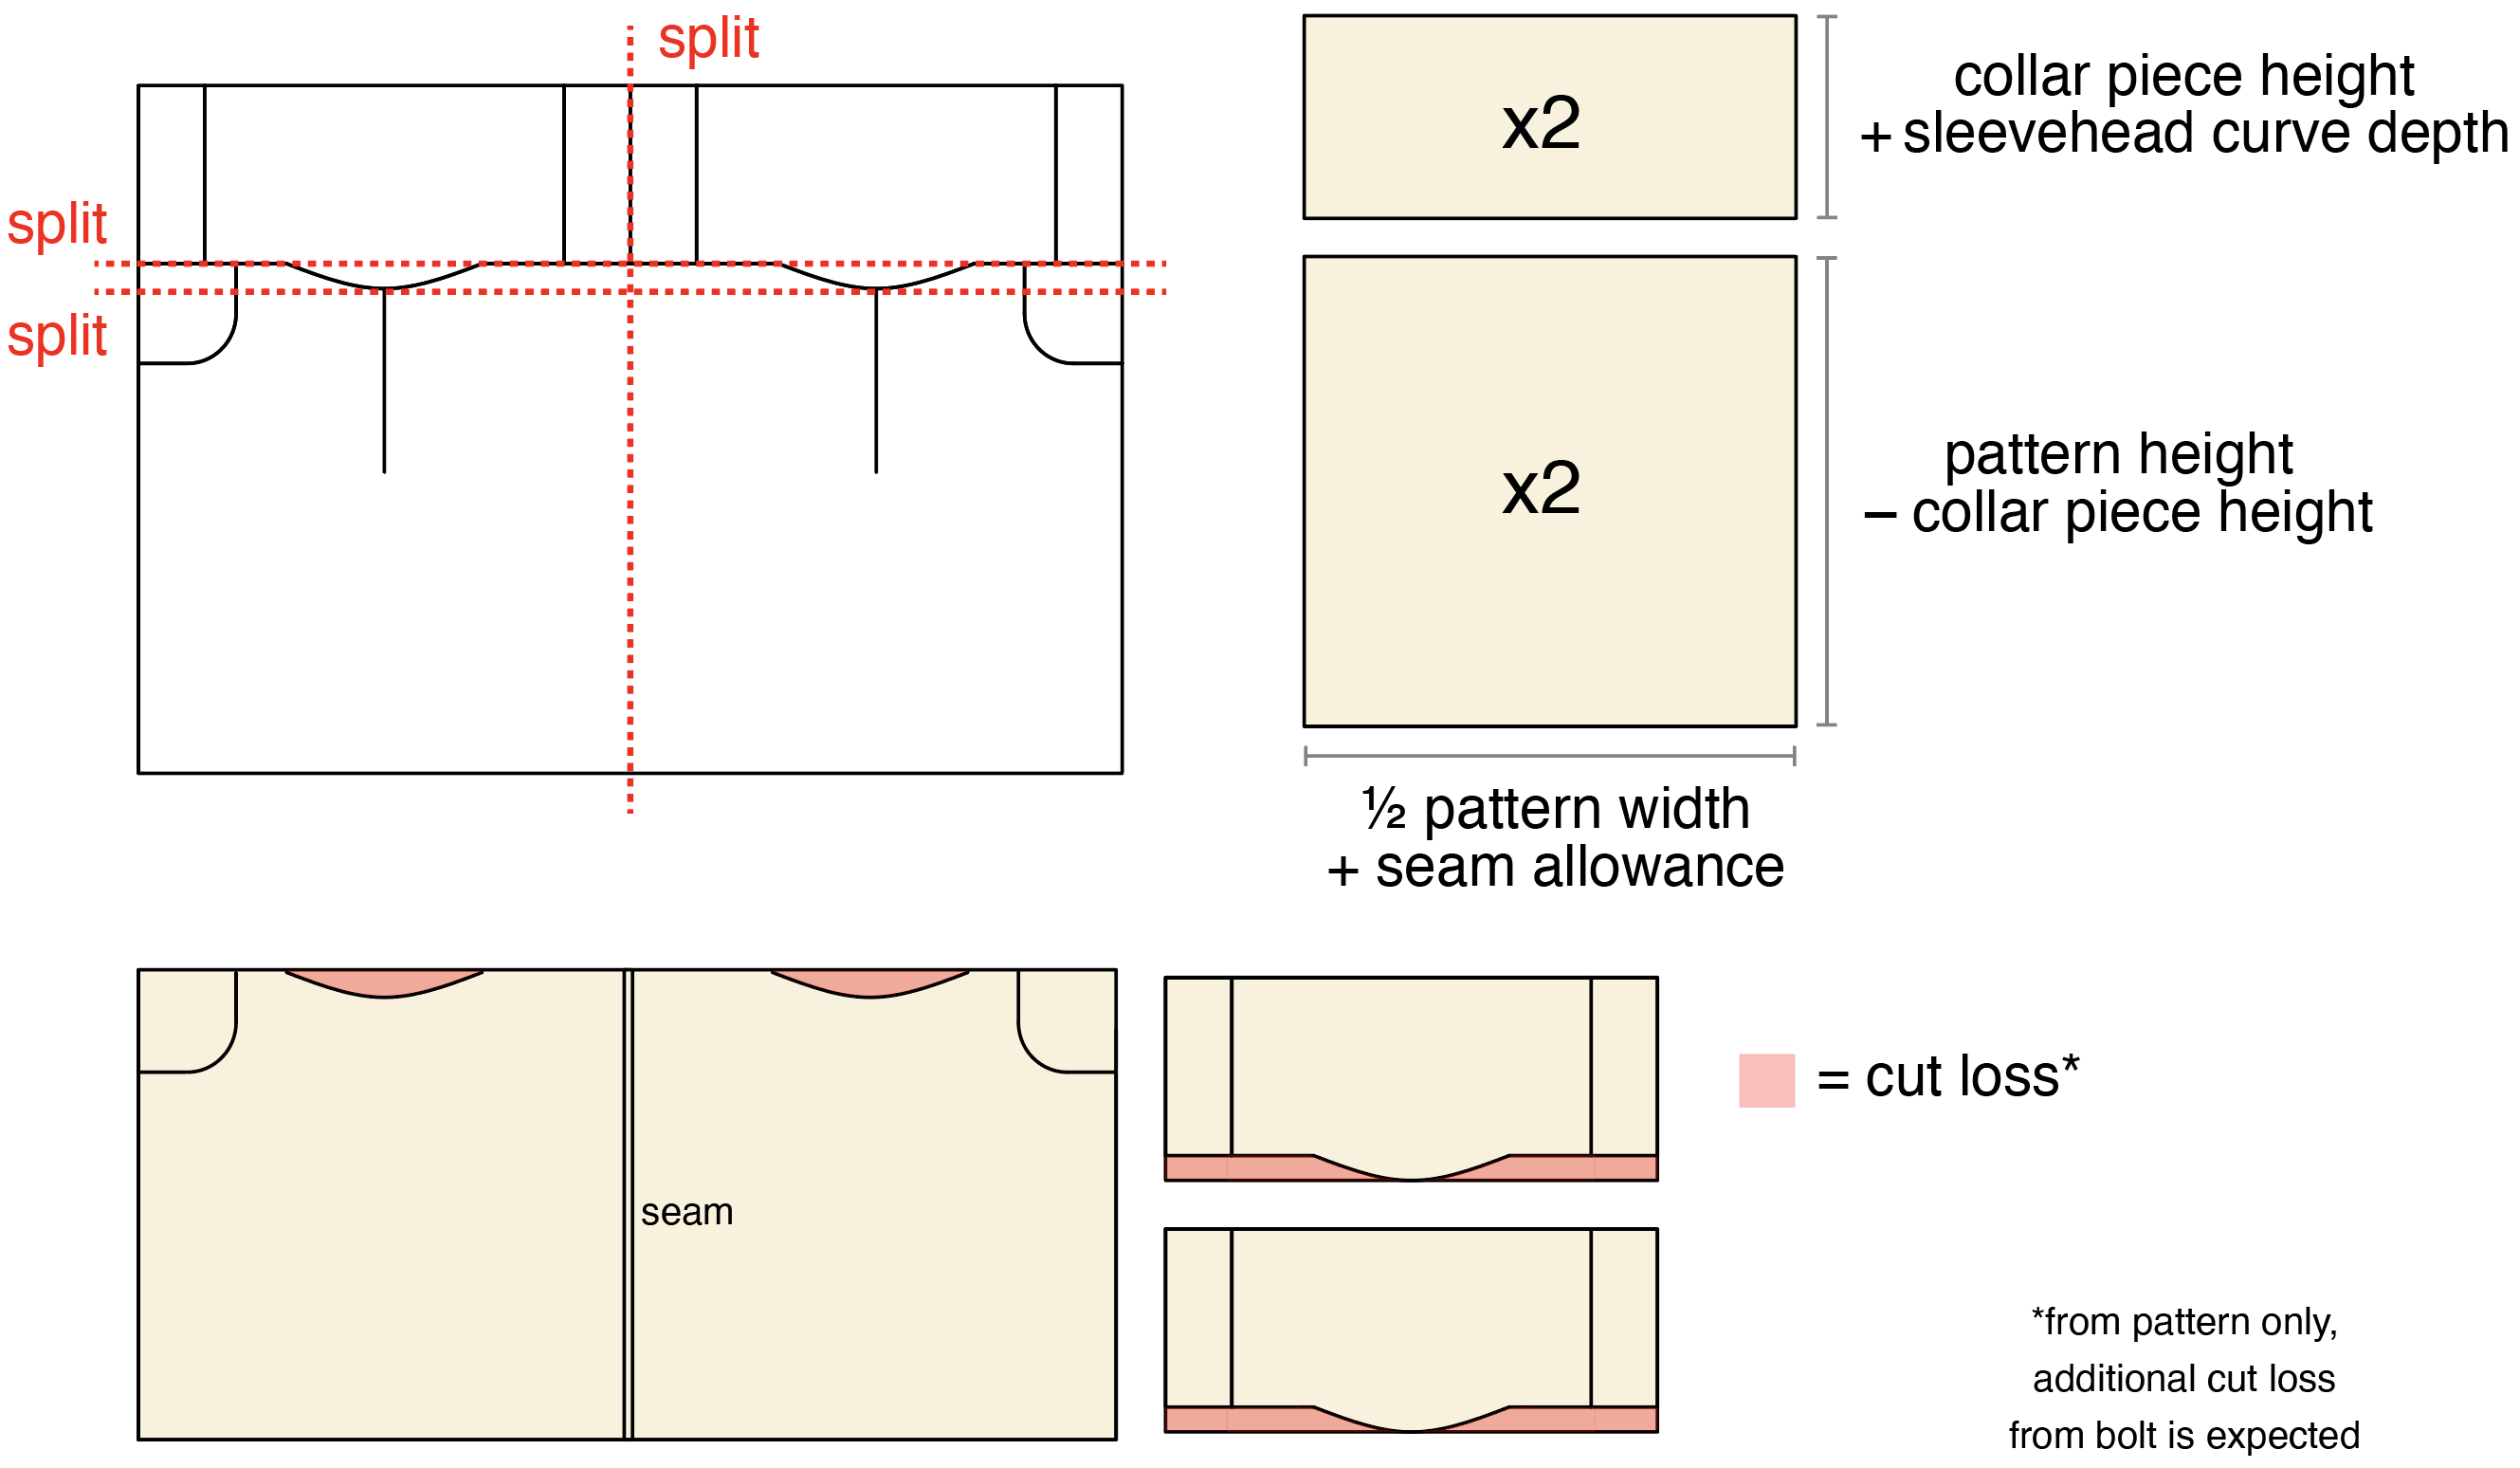 split
split
split
x2
collar piece height
+ sleevehead curve depth
x2
pattern height
– collar piece height
½ pattern width
+ seam allowance
seam
= cut loss*
*from pattern only,
additional cut loss
from bolt is expected